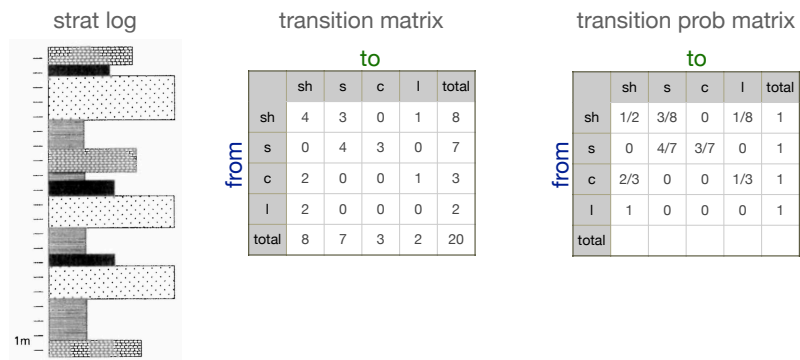 strat log
transition matrix
transition prob matrix
to
to
sh s c l total
sh s c l total
sh 4 3 0 1 8
sh 1/2 3/8 0 1/8 1
s 0 4 3 0 7
s 0 4/7 3/7 0 1
from
from
c 2 0 0 1 3
c 2/3 0 0 1/3 1
l 2 0 0 0 2
l 1 0 0 0 1
total 8 7 3 2 20
total
1m